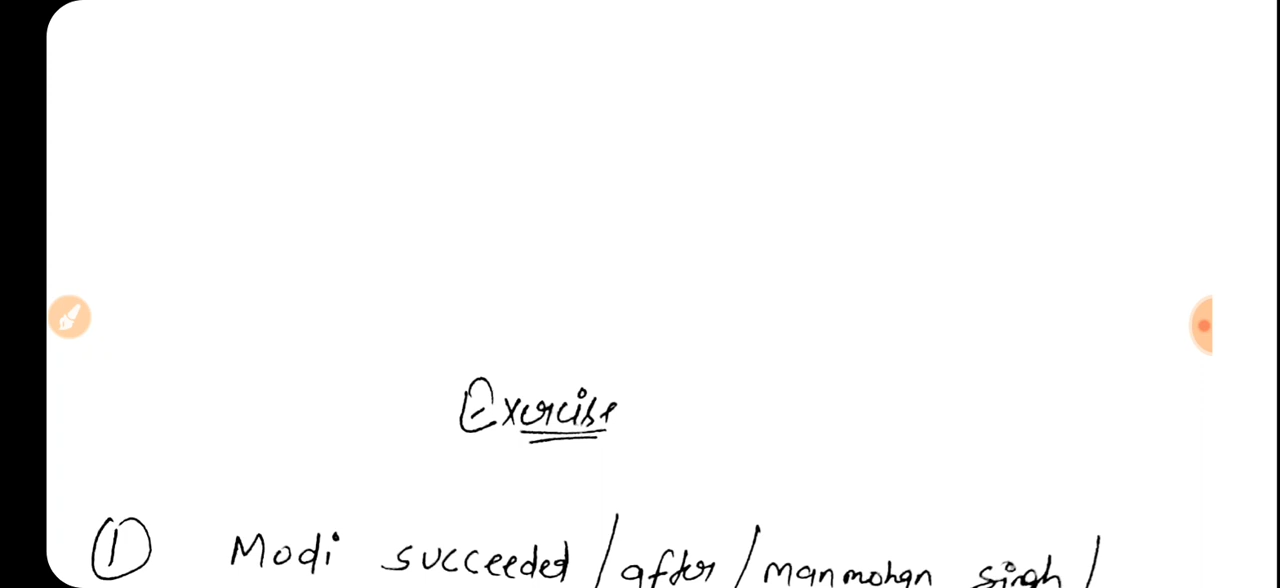 Exercise
① Modi succeeded / after / manmohan singh /